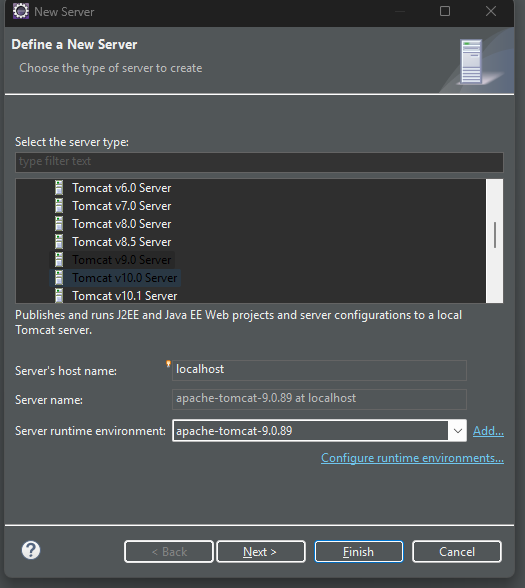 New Server
Define a New Server
Choose the type of server to create
Select the server type:
type filter text
Tomcat v6.0 Server
Tomcat v7.0 Server
Tomcat v8.0 Server
Tomcat v8.5 Server
Tomcat v9.0 Server
Tomcat v10.0 Server
Tomcat v10.1 Server
Publishes and runs J2EE and Java EE Web projects and server configurations to a local
Tomcat server.
Server's host name: localhost
Server name: apache-tomcat-9.0.89 at localhost
Server runtime environment: apache-tomcat-9.0.89 Add...
Configure runtime environments...
? < Back Next > Finish Cancel